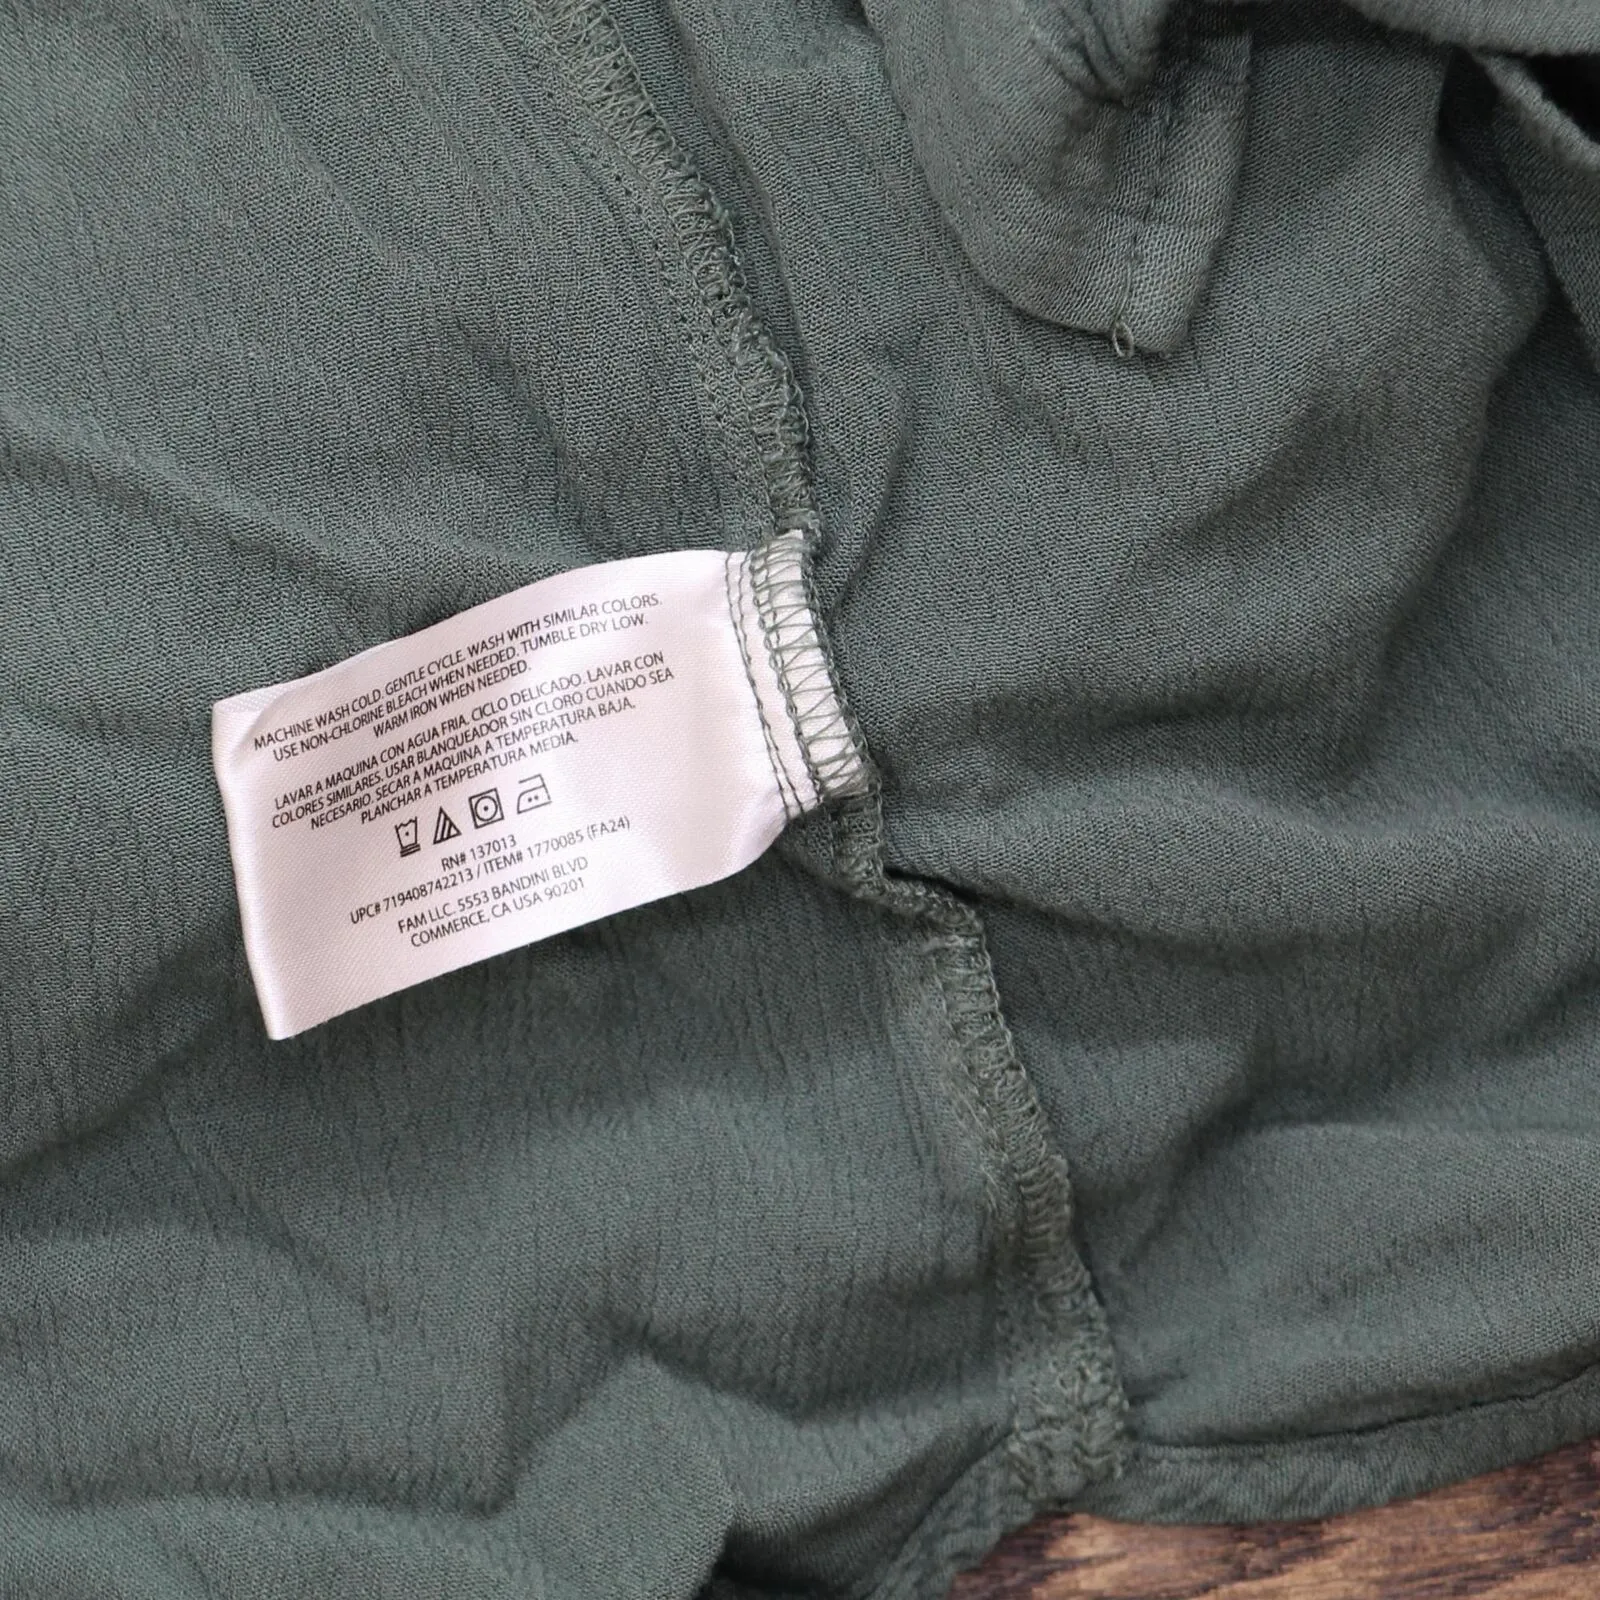 MACHINE WASH COLD. GENTLE CYCLE. WASH WITH SIMILAR COLORS.
USE NON-CHLORINE BLEACH WHEN NEEDED. TUMBLE DRY LOW.
WARM IRON WHEN NEEDED.
LAVAR A MAQUINA CON AGUA FRIA. CICLO DELICADO. LAVAR CON
COLORES SIMILARES. USAR BLANQUEADOR SIN CLORO CUANDO SEA
NECESARIO. SECAR A MAQUINA A TEMPERATURA BAJA.
PLANCHAR A TEMPERATURA MEDIA.
RN# 137013
UPC# 719408742213 / ITEM# 1770085 (FA24)
FAM LLC. 5553 BANDINI BLVD
COMMERCE, CA USA 90201